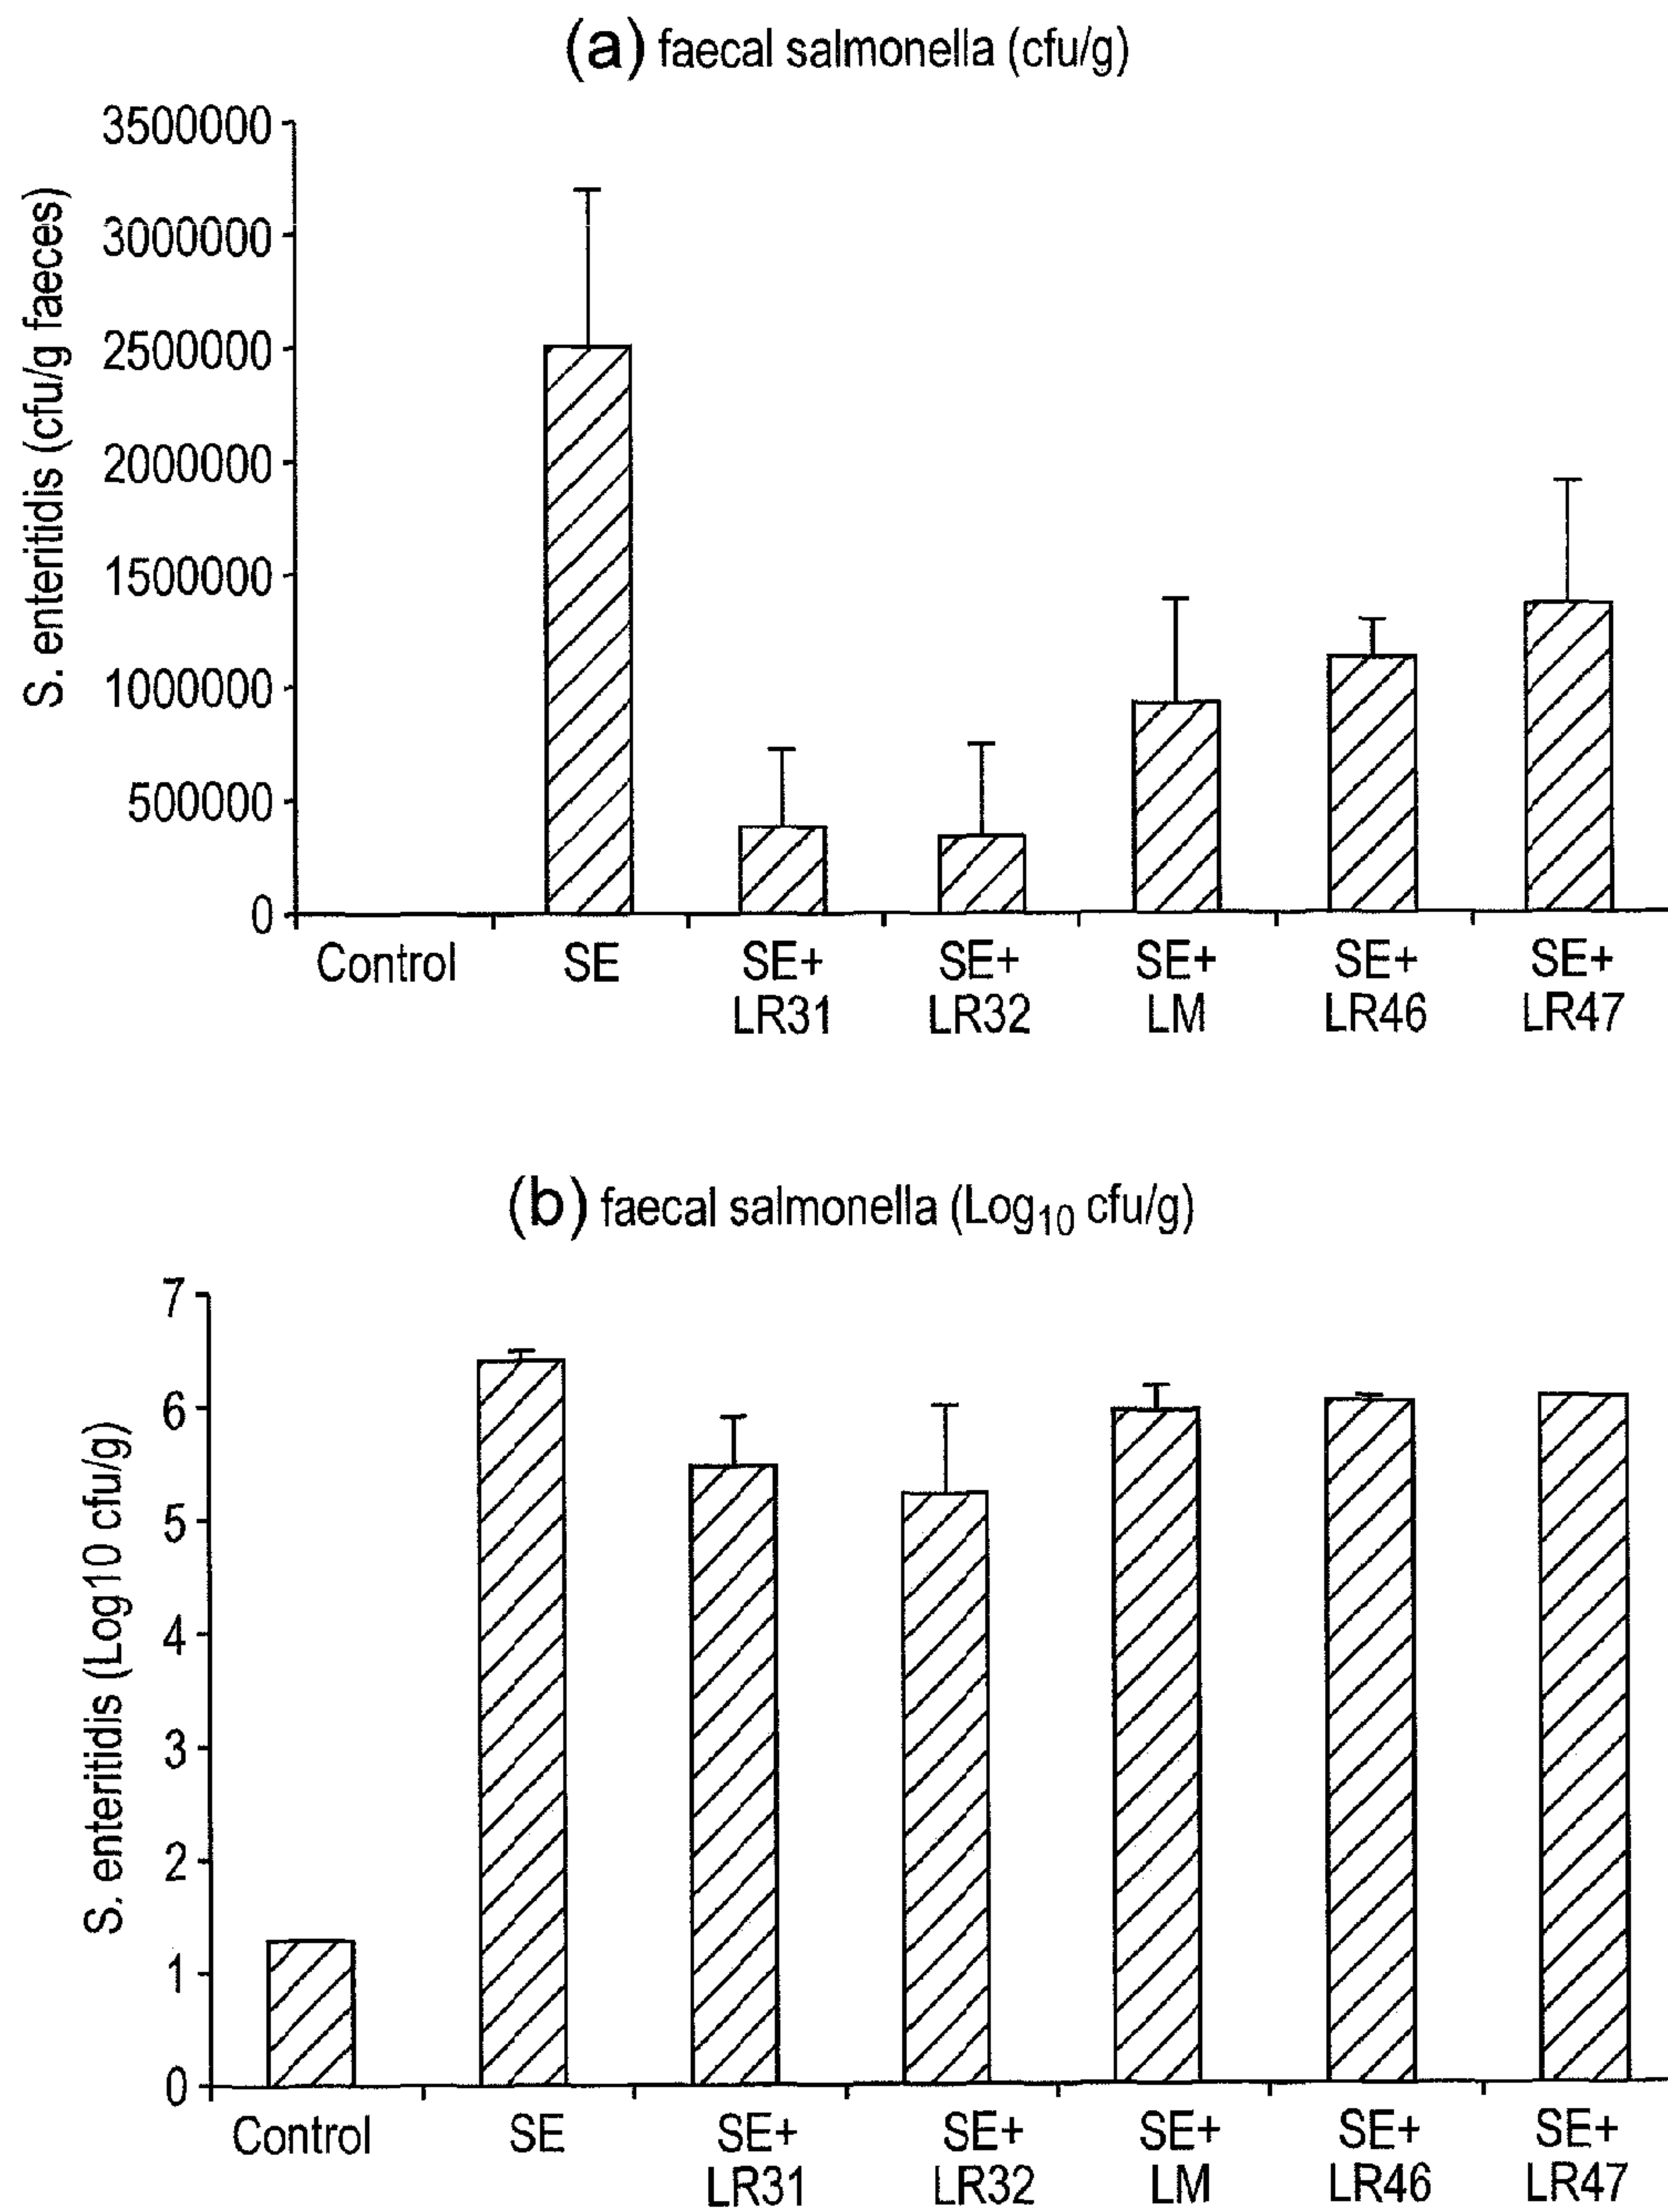 (a) faecal salmonella (cfu/g)
S. enteritidis (cfu/g faeces)
3500000
3000000
2500000
2000000
1500000
1000000
500000
0
Control SE SE+ SE+ SE+ SE+ SE+
LR31 LR32 LM LR46 LR47
(b) faecal salmonella (Log10 cfu/g)
S. enteritidis (Log10 cfu/g)
7
6
5
4
3
2
1
0
Control SE SE+ SE+ SE+ SE+ SE+
LR31 LR32 LM LR46 LR47